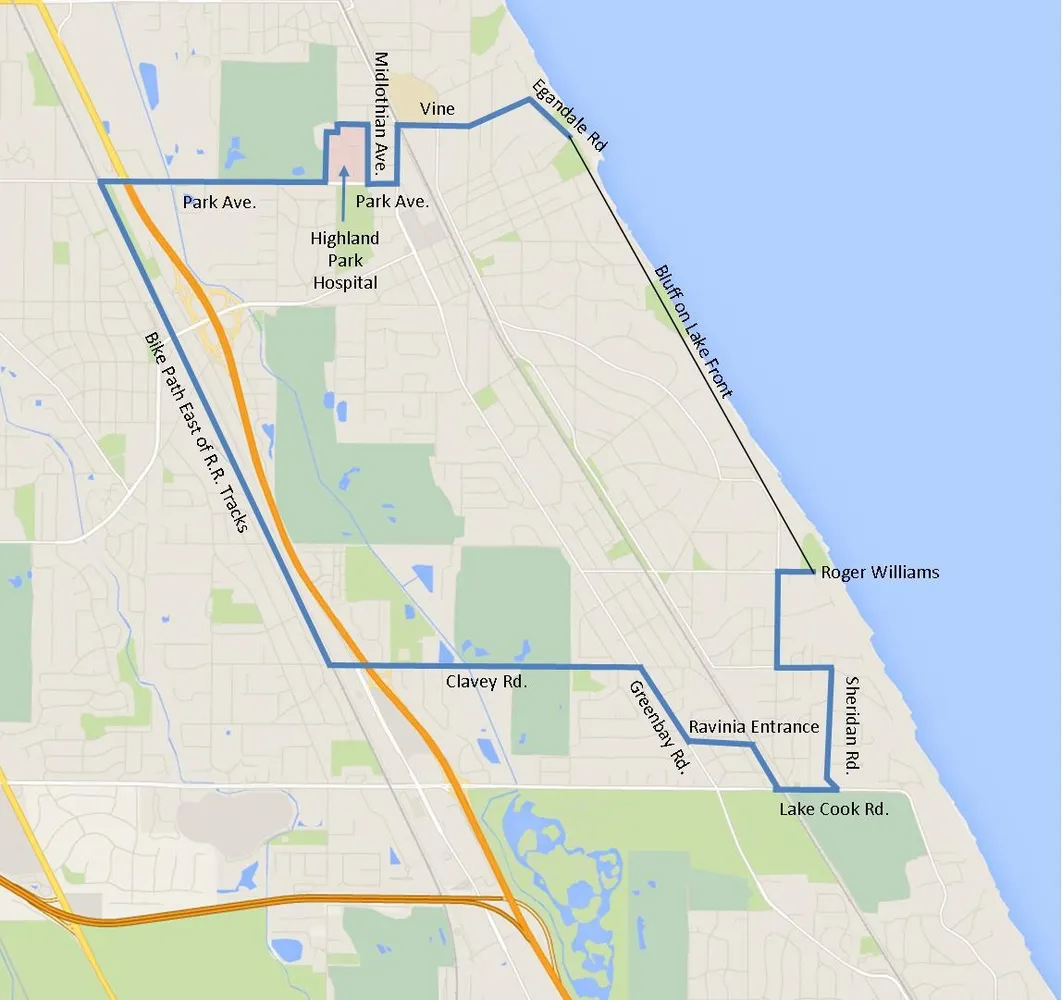 Midlothian Ave.
Vine
Egandale Rd
Park Ave.
Park Ave.
Highland
Park
Hospital
Bluff on Lake Front
Bike Path East of R.R. Tracks
Roger Williams
Clavey Rd.
Greenbay Rd.
Ravinia Entrance
Sheridan Rd.
Lake Cook Rd.